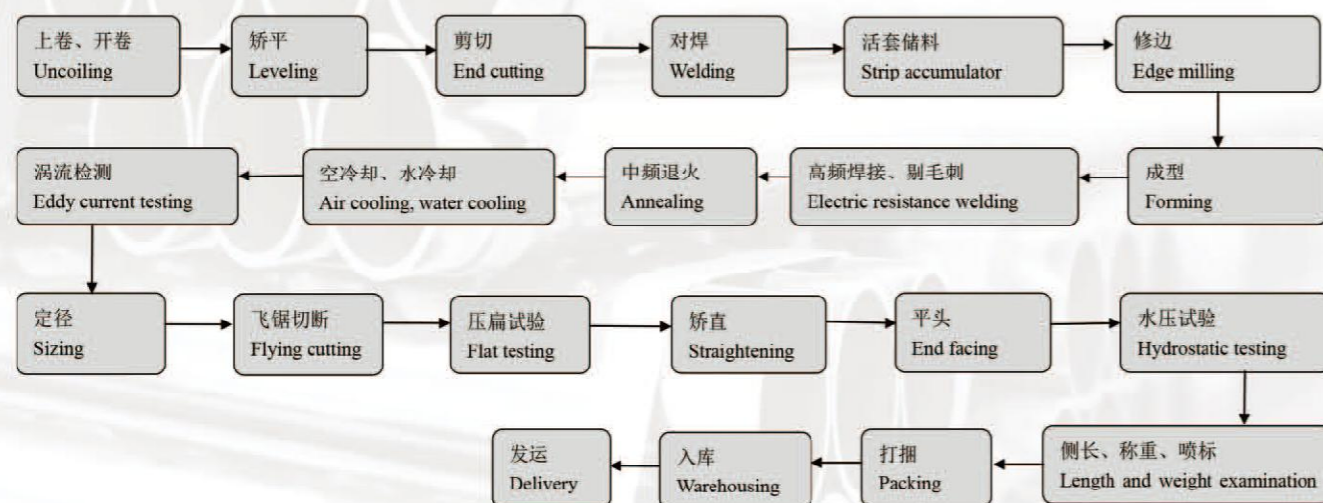 上卷、开卷
Uncoiling
矫平
Leveling
剪切
End cutting
对焊
Welding
活套储料
Strip accumulator
修边
Edge milling
成型
Forming
高频焊接、剔毛刺
Electric resistance welding
中频退火
Annealing
空冷却、水冷却
Air cooling, water cooling
涡流检测
Eddy current testing
定径
Sizing
飞锯切断
Flying cutting
压扁试验
Flat testing
矫直
Straightening
平头
End facing
水压试验
Hydrostatic testing
侧长、称重、喷标
Length and weight examination
打捆
Packing
入库
Warehousing
发运
Delivery